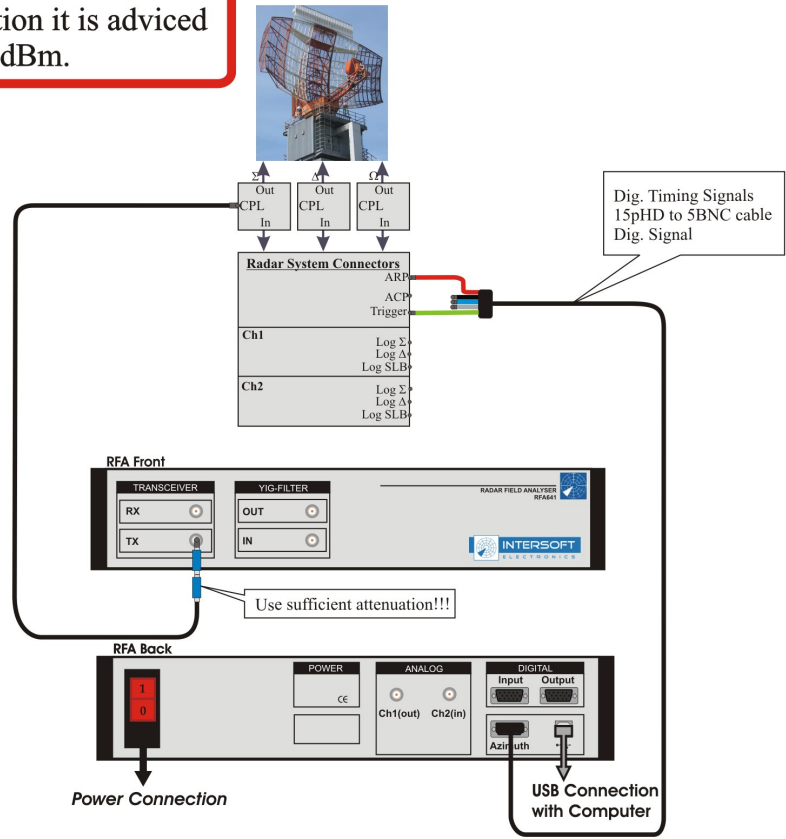 tion it is adviced
dBm.
Σ Δ Ω
Out Out Out
CPL CPL CPL
In In In
Dig. Timing Signals
15pHD to 5BNC cable
Dig. Signal
Radar System Connectors
ARP
ACP
Trigger
Ch1
Log Σ
Log Δ
Log SLB
Ch2
Log Σ
Log Δ
Log SLB
RFA Front
TRANSCEIVER YIG-FILTER
RADAR FIELD ANALYSER
RFA641
RX OUT
TX IN
INTERSOFT
ELECTRONICS
Use sufficient attenuation!!!
RFA Back
POWER ANALOG DIGITAL
Input Output
1
CE
0
Ch1(out) Ch2(in)
Azimuth
Power Connection
USB Connection
with Computer